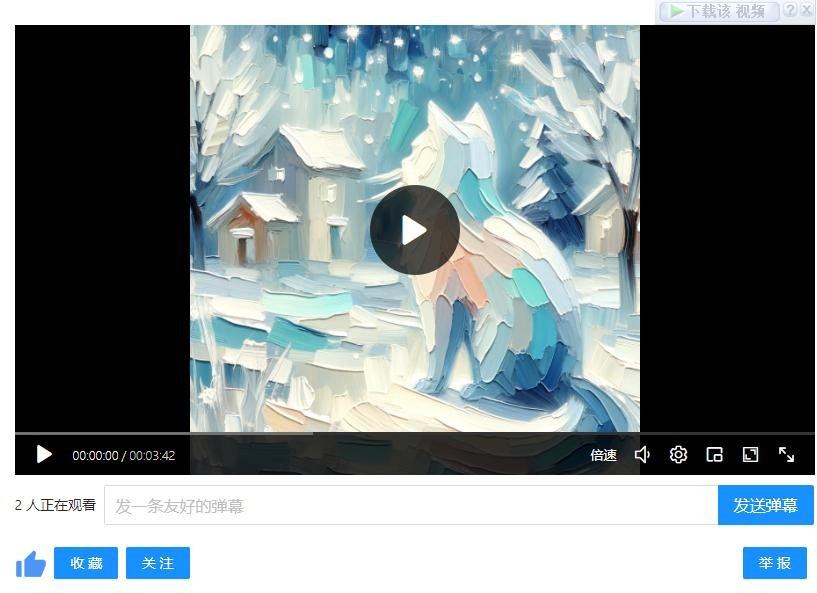 下载该 视频 ? X
00:00:00 / 00:03:42
倍速
2 人正在观看
发一条友好的弹幕
发送弹幕
收 藏
关 注
举 报